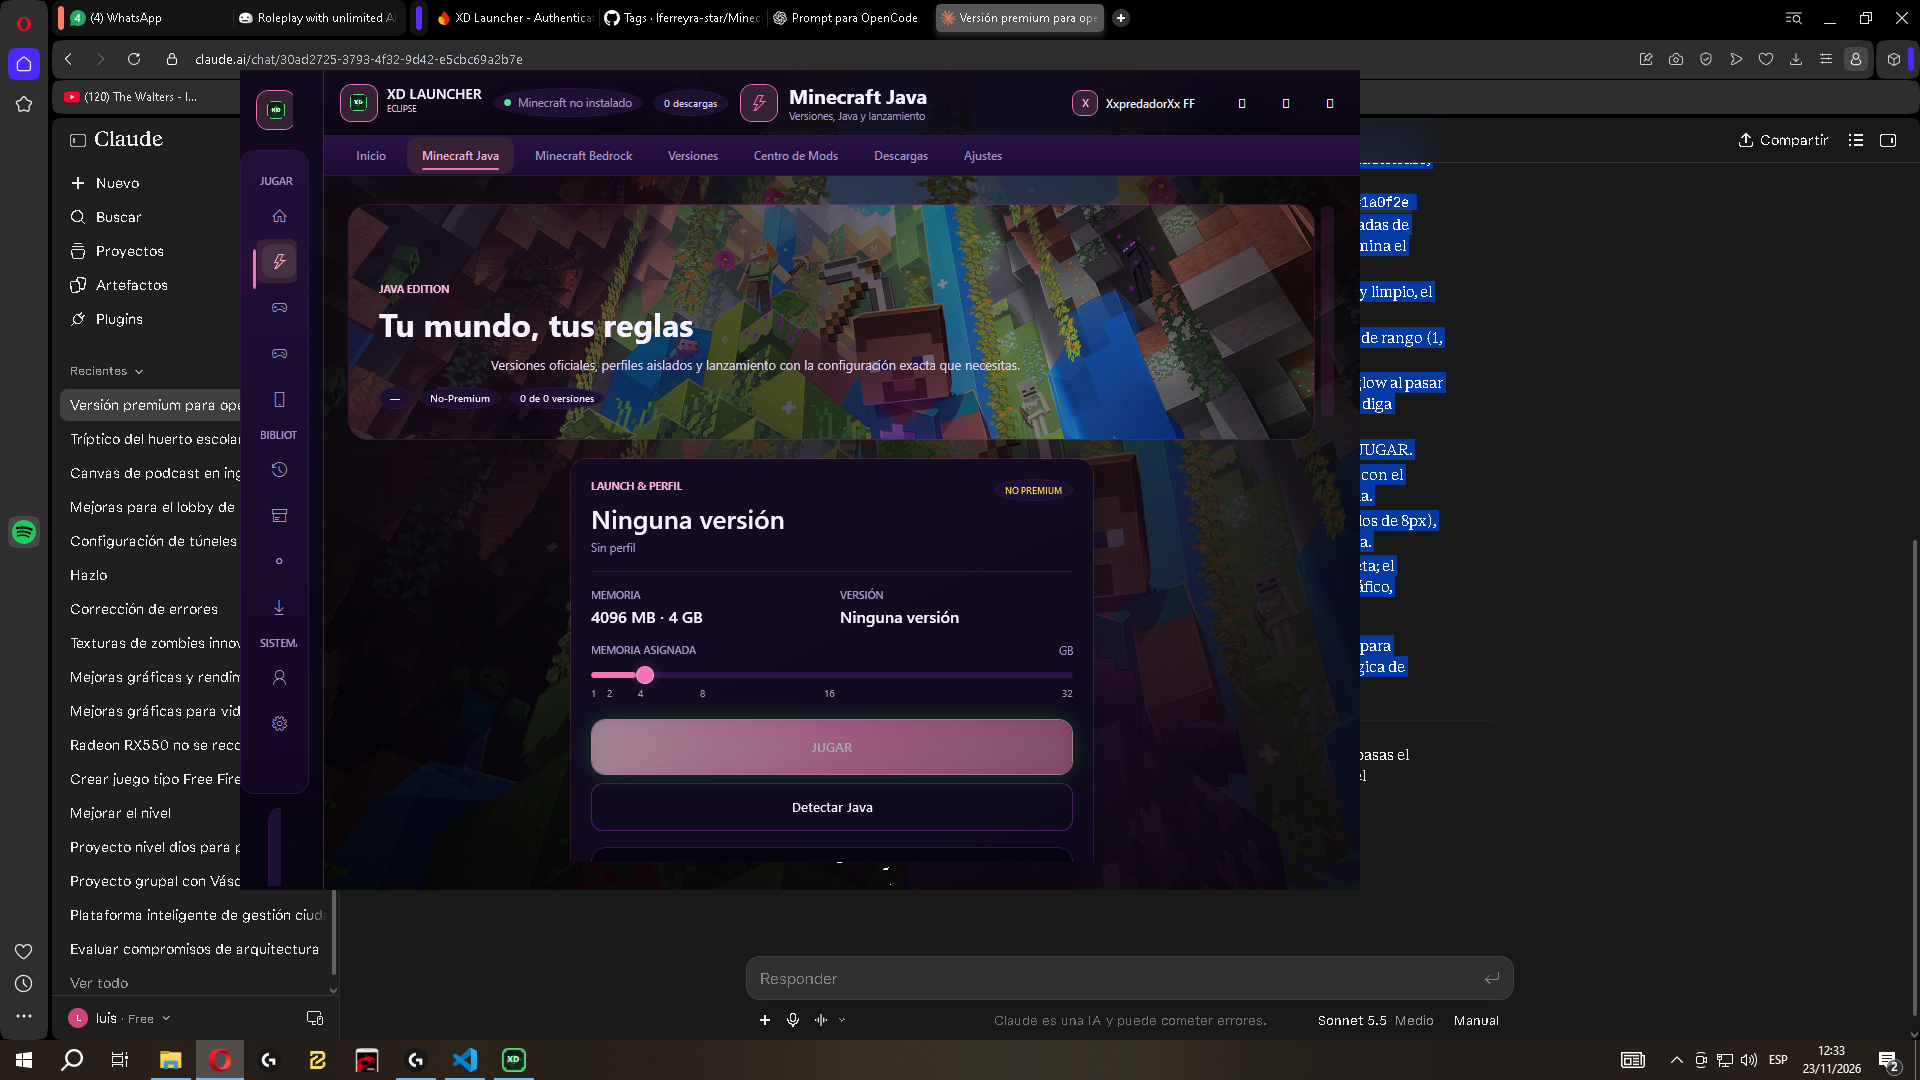 4
(4) WhatsApp
Roleplay with unlimited AI
XD Launcher - Authentica
Tags · lferreyra-star/Minec
Prompt para OpenCode
Versión premium para ope
claude.ai/chat/30ad2725-3793-4f32-9d42-e5cbc69a2b7e
(120) The Walters - I...
Claude
Nuevo
Buscar
Proyectos
Artefactos
Plugins
Recientes
Versión premium para ope
Tríptico del huerto escolar
Canvas de podcast en ing
Mejoras para el lobby de
Configuración de túneles
Hazlo
Corrección de errores
Texturas de zombies innov
Mejoras gráficas y rendim
Mejoras gráficas para vid
Radeon RX550 no se reco
Crear juego tipo Free Fire
Mejorar el nivel
Proyecto nivel dios para p
Proyecto grupal con Vásc
Plataforma inteligente de gestión ciud
Evaluar compromisos de arquitectura
Ver todo
L
luis · Free
XD
XD
XD LAUNCHER
ECLIPSE
Minecraft no instalado
0 descargas
Minecraft Java
Versiones, Java y lanzamiento
X
XxpredadorXx FF
Inicio
Minecraft Java
Minecraft Bedrock
Versiones
Centro de Mods
Descargas
Ajustes
JUGAR
BIBLIOT
SISTEMA
JAVA EDITION
Tu mundo, tus reglas
Versiones oficiales, perfiles aislados y lanzamiento con la configuración exacta que necesitas.
—
No-Premium
0 de 0 versiones
LAUNCH & PERFIL
NO PREMIUM
Ninguna versión
Sin perfil
MEMORIA
VERSIÓN
4096 MB · 4 GB
Ninguna versión
MEMORIA ASIGNADA
GB
1 2 4 8 16 32
JUGAR
Detectar Java
Compartir
1a0f2e
adas de
mina el
y limpio, el
de rango (1,
low al pasar
diga
JUGAR.
con el
a.
los de 8px),
a.
eta; el
áfico,
para
gica de
pasas el
el
Responder
Claude es una IA y puede cometer errores.
Sonnet 5.5 Medio
Manual
XD
ESP
12:33
23/11/2026
2